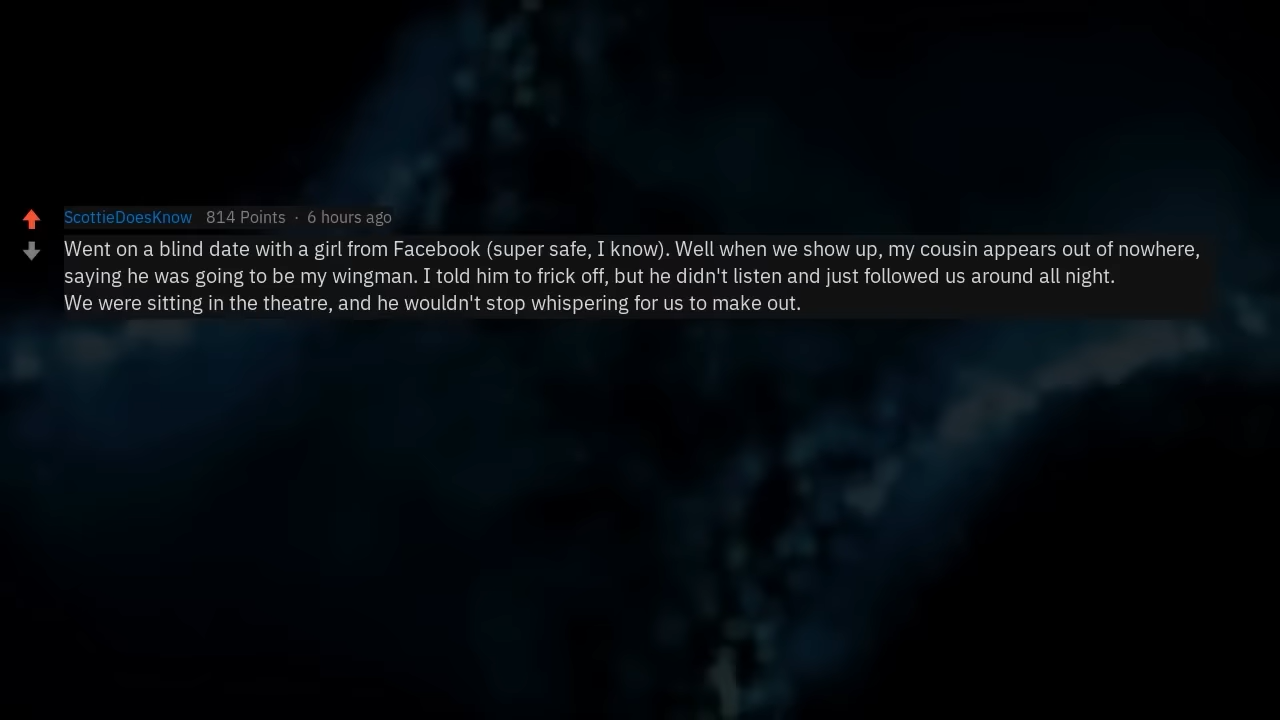 ScottieDoesKnow 814 Points · 6 hours ago
Went on a blind date with a girl from Facebook (super safe, I know). Well when we show up, my cousin appears out of nowhere,
saying he was going to be my wingman. I told him to frick off, but he didn't listen and just followed us around all night.
We were sitting in the theatre, and he wouldn't stop whispering for us to make out.